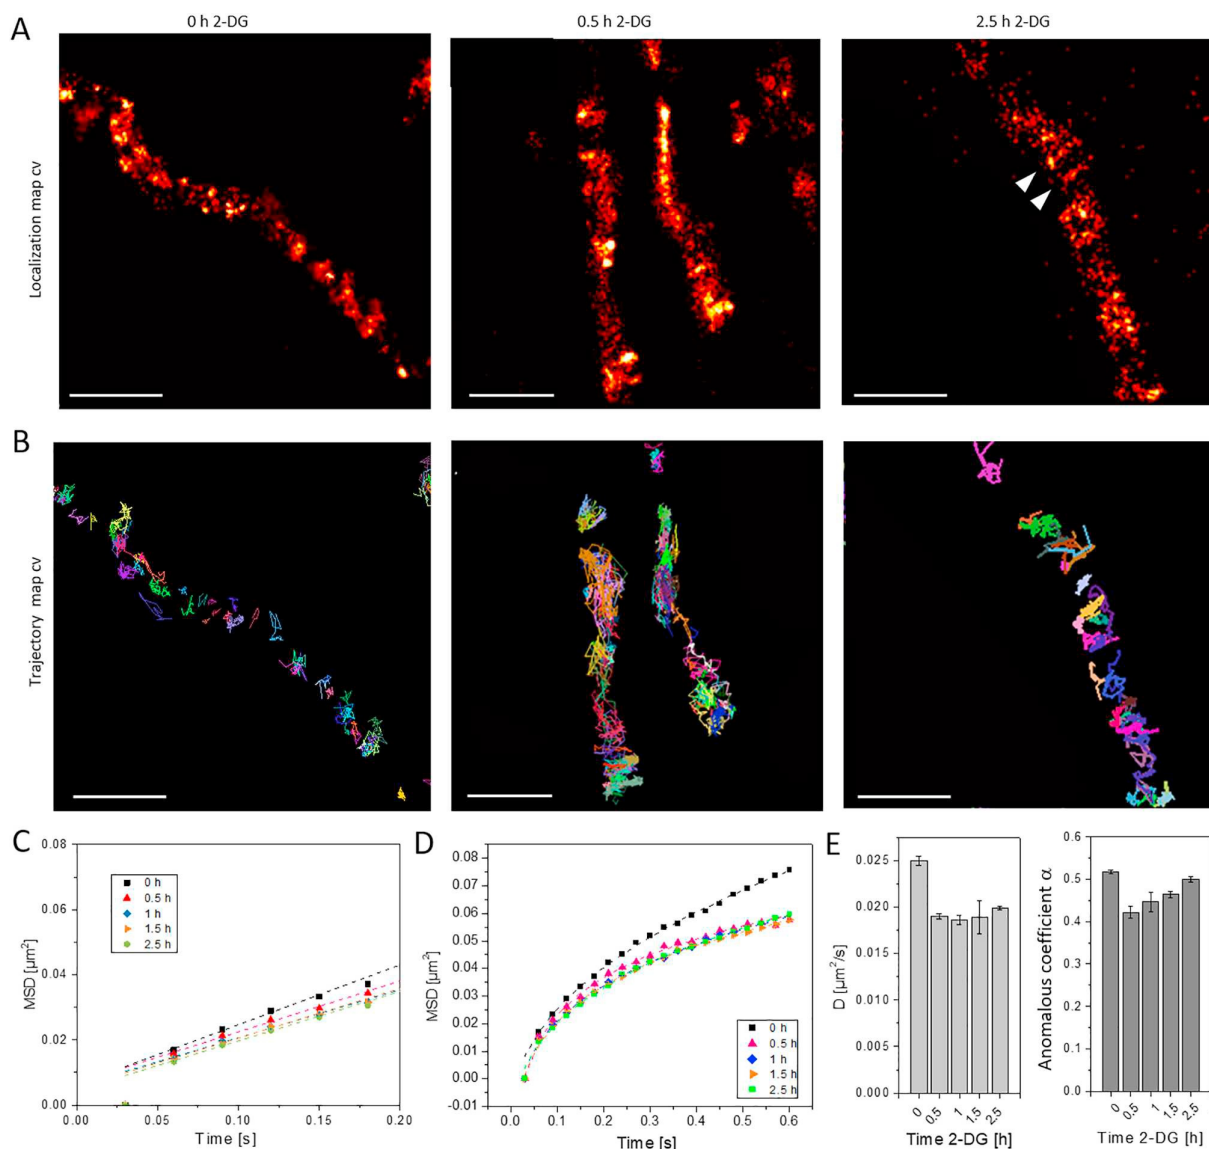 A
0 h 2-DG
0.5 h 2-DG
2.5 h 2-DG
Localization map cv
B
Trajectory map cv
C
0.08
0.06
0.04
0.02
0.00
MSD [µm²]
0 h
0.5 h
1 h
1.5 h
2.5 h
0.00
0.05
0.10
0.15
0.20
Time [s]
D
0.08
0.07
0.06
0.05
0.04
0.03
0.02
0.01
0.00
-0.01
MSD [µm²]
0 h
0.5 h
1 h
1.5 h
2.5 h
0.0
0.1
0.2
0.3
0.4
0.5
0.6
Time [s]
E
0.025
0.020
0.015
0.010
0.005
0.000
D [µm²/s]
0
0.5
1
1.5
2.5
Time 2-DG [h]
0.6
0.5
0.4
0.3
0.2
0.1
0.0
Anomalous coefficient α
0
0.5
1
1.5
2.5
Time 2-DG [h]